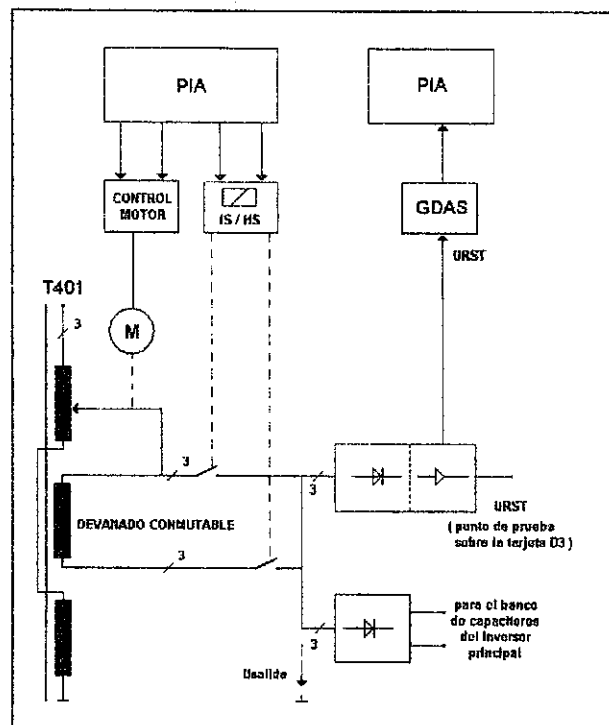 PIA
PIA
CONTROL
MOTOR
IS / HS
GDAS
URST
T401
3
M
3
3
DEVANADO CONMUTABLE
3
URST
( punto de prueba
sobre la tarjeta D3 )
3
para el banco
de capacitores
del inversor
principal
Usalida